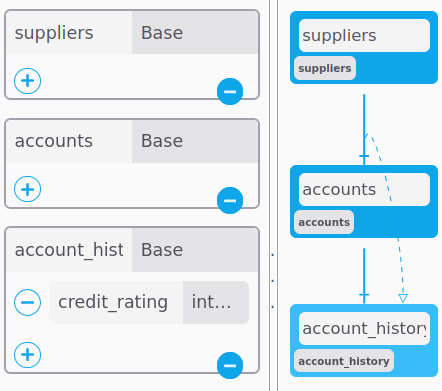 suppliers Base
accounts Base
account_hist Base
credit_rating int...
suppliers
suppliers
accounts
accounts
account_history
account_history